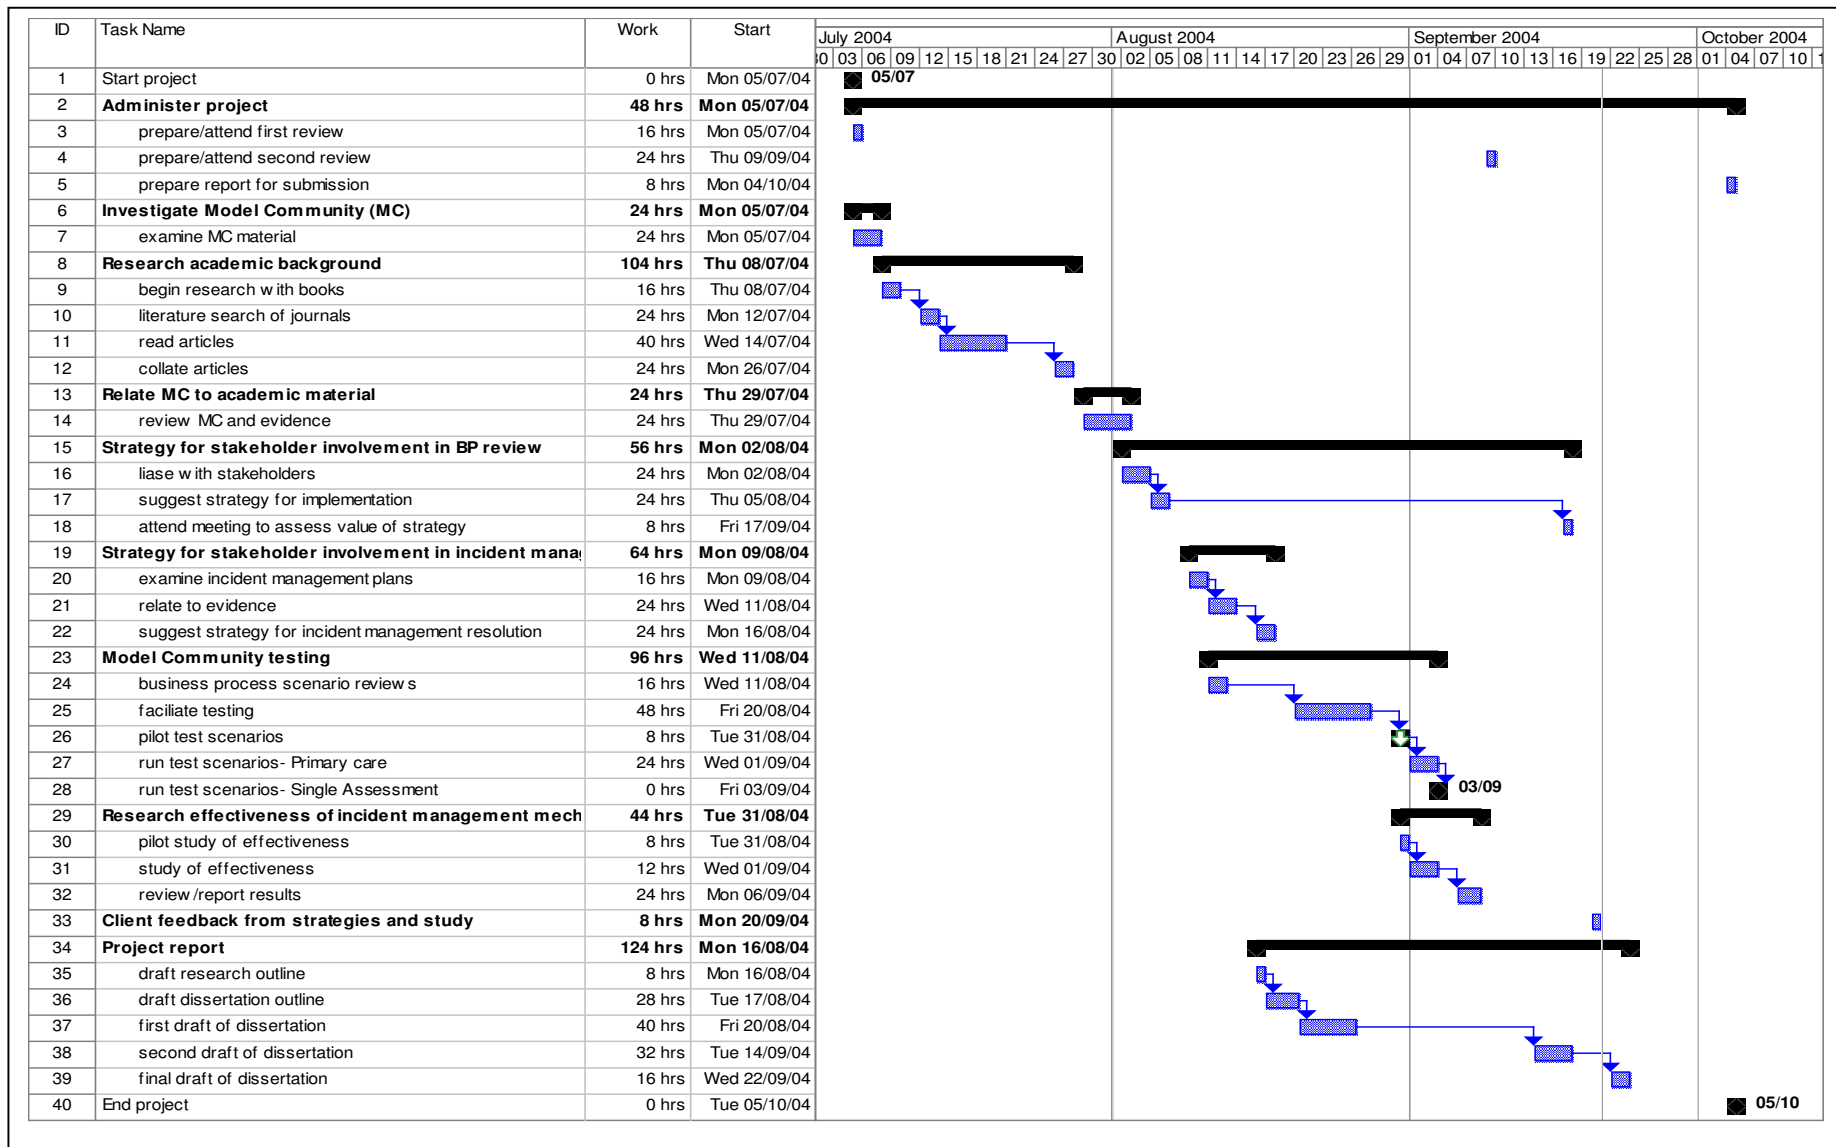 ID Task Name Work Start
July 2004 August 2004 September 2004 October 2004
30 03 06 09 12 15 18 21 24 27 30 02 05 08 11 14 17 20 23 26 29 01 04 07 10 13 16 19 22 25 28 01 04 07 10 1
1 Start project 0 hrs Mon 05/07/04 05/07
2 Administer project 48 hrs Mon 05/07/04
3 prepare/attend first review 16 hrs Mon 05/07/04
4 prepare/attend second review 24 hrs Thu 09/09/04
5 prepare report for submission 8 hrs Mon 04/10/04
6 Investigate Model Community (MC) 24 hrs Mon 05/07/04
7 examine MC material 24 hrs Mon 05/07/04
8 Research academic background 104 hrs Thu 08/07/04
9 begin research with books 16 hrs Thu 08/07/04
10 literature search of journals 24 hrs Mon 12/07/04
11 read articles 40 hrs Wed 14/07/04
12 collate articles 24 hrs Mon 26/07/04
13 Relate MC to academic material 24 hrs Thu 29/07/04
14 review MC and evidence 24 hrs Thu 29/07/04
15 Strategy for stakeholder involvement in BP review 56 hrs Mon 02/08/04
16 liase with stakeholders 24 hrs Mon 02/08/04
17 suggest strategy for implementation 24 hrs Thu 05/08/04
18 attend meeting to assess value of strategy 8 hrs Fri 17/09/04
19 Strategy for stakeholder involvement in incident mana 64 hrs Mon 09/08/04
20 examine incident management plans 16 hrs Mon 09/08/04
21 relate to evidence 24 hrs Wed 11/08/04
22 suggest strategy for incident management resolution 24 hrs Mon 16/08/04
23 Model Community testing 96 hrs Wed 11/08/04
24 business process scenario reviews 16 hrs Wed 11/08/04
25 faciliate testing 48 hrs Fri 20/08/04
26 pilot test scenarios 8 hrs Tue 31/08/04
27 run test scenarios- Primary care 24 hrs Wed 01/09/04
28 run test scenarios- Single Assessment 0 hrs Fri 03/09/04 03/09
29 Research effectiveness of incident management mech 44 hrs Tue 31/08/04
30 pilot study of effectiveness 8 hrs Tue 31/08/04
31 study of effectiveness 12 hrs Wed 01/09/04
32 review/report results 24 hrs Mon 06/09/04
33 Client feedback from strategies and study 8 hrs Mon 20/09/04
34 Project report 124 hrs Mon 16/08/04
35 draft research outline 8 hrs Mon 16/08/04
36 draft dissertation outline 28 hrs Tue 17/08/04
37 first draft of dissertation 40 hrs Fri 20/08/04
38 second draft of dissertation 32 hrs Tue 14/09/04
39 final draft of dissertation 16 hrs Wed 22/09/04
40 End project 0 hrs Tue 05/10/04 05/10